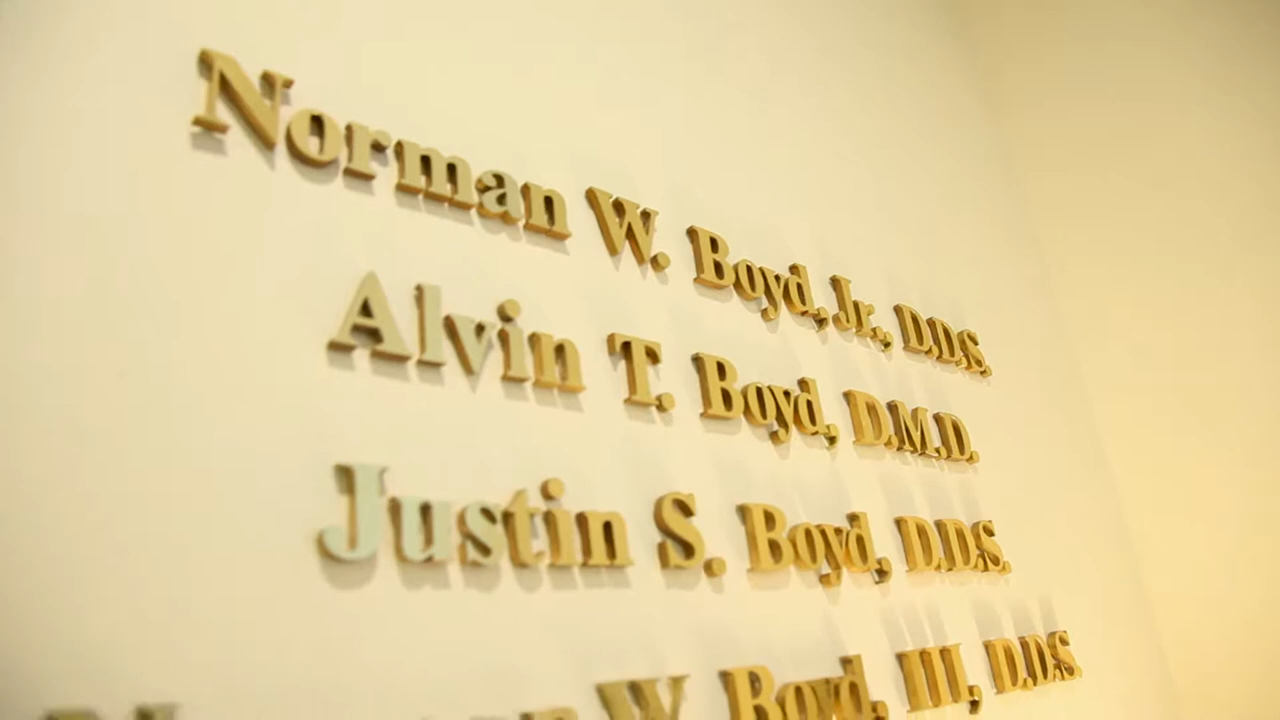 Norman W. Boyd, Jr., D.D.S.
Alvin T. Boyd, D.M.D.
Justin S. Boyd, D.D.S.
W. Boyd, III, D.D.S.